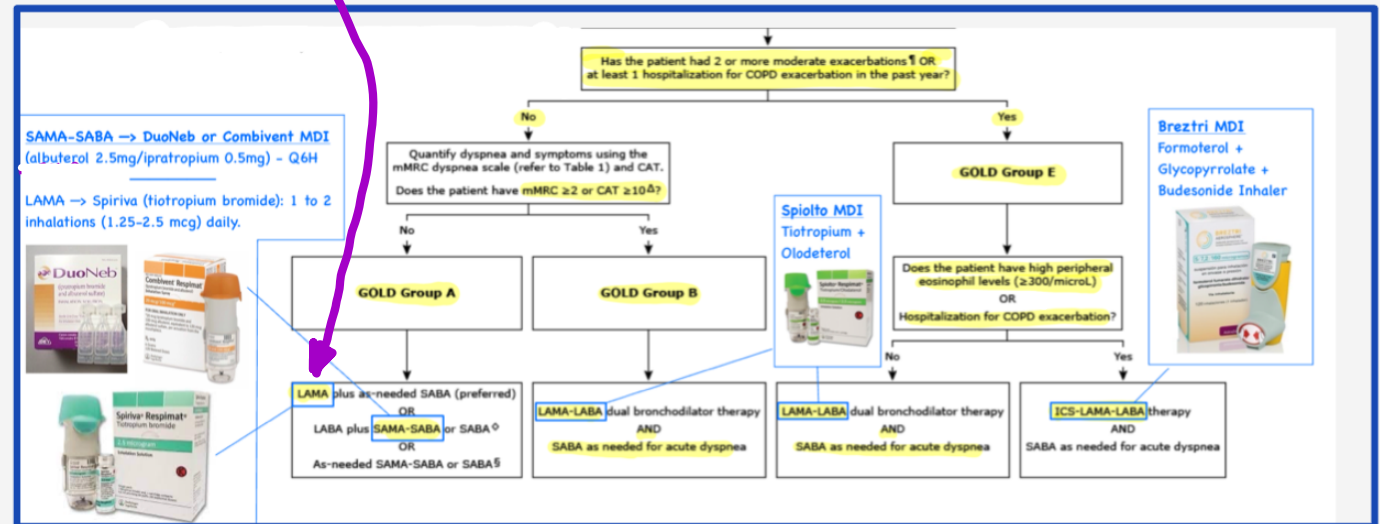 Has the patient had 2 or more moderate exacerbations¶ OR
at least 1 hospitalization for COPD exacerbation in the past year?
No
Yes
SAMA-SABA —> DuoNeb or Combivent MDI
(albuterol 2.5mg/ipratropium 0.5mg) - Q6H
LAMA —> Spiriva (tiotropium bromide): 1 to 2
inhalations (1.25-2.5 mcg) daily.
DuoNeb
Combivent Respimat
Spiriva® Respimat®
Tiotropium bromide
Quantify dyspnea and symptoms using the
mMRC dyspnea scale (refer to Table 1) and CAT.
Does the patient have mMRC ≥2 or CAT ≥10Δ?
No
Yes
GOLD Group A
GOLD Group B
GOLD Group E
Spiolto MDI
Tiotropium +
Olodeterol
Breztri MDI
Formoterol +
Glycopyrrolate +
Budesonide Inhaler
BREZTRI
Does the patient have high peripheral
eosinophil levels (≥300/microL)
OR
Hospitalization for COPD exacerbation?
No
Yes
LAMA plus as-needed SABA (preferred)
OR
LABA plus SAMA-SABA or SABA◊
OR
As-needed SAMA-SABA or SABA§
LAMA-LABA dual bronchodilator therapy
AND
SABA as needed for acute dyspnea
LAMA-LABA dual bronchodilator therapy
AND
SABA as needed for acute dyspnea
ICS-LAMA-LABA therapy
AND
SABA as needed for acute dyspnea